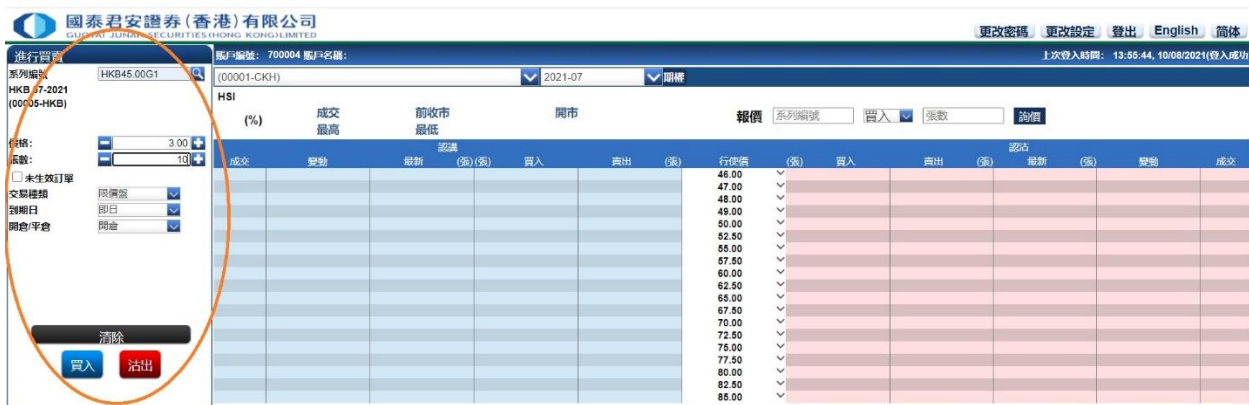 國泰君安證券(香港)有限公司
GUOTAI JUNAN SECURITIES (HONG KONG) LIMITED
更改密碼 更改設定 登出 English 简体
進行買賣
賬戶編號: 700004 賬戶名稱:
上次登入時間: 13:55:44, 10/08/2021(登入成功
系列編號 HKB45.00G1
HKB 07-2021
(00005-HKB)
價格: 3.00
張數: 10
未生效訂單
交易種類 限價盤
到期日 即日
開倉/平倉 開倉
清除
買入 沽出
(00001-CKH) 2021-07 期權
HSI
(%) 成交 前收市 開市
最高 最低
報價 系列編號 買入 張數 詢價
認購 認沽
成交 變動 最新 (張) (張) 買入 賣出 (張) 行使價 (張) 買入 賣出 (張) 最新 (張) 變動 成交
46.00
47.00
48.00
49.00
50.00
52.50
55.00
57.50
60.00
62.50
65.00
67.50
70.00
72.50
75.00
77.50
80.00
82.50
85.00